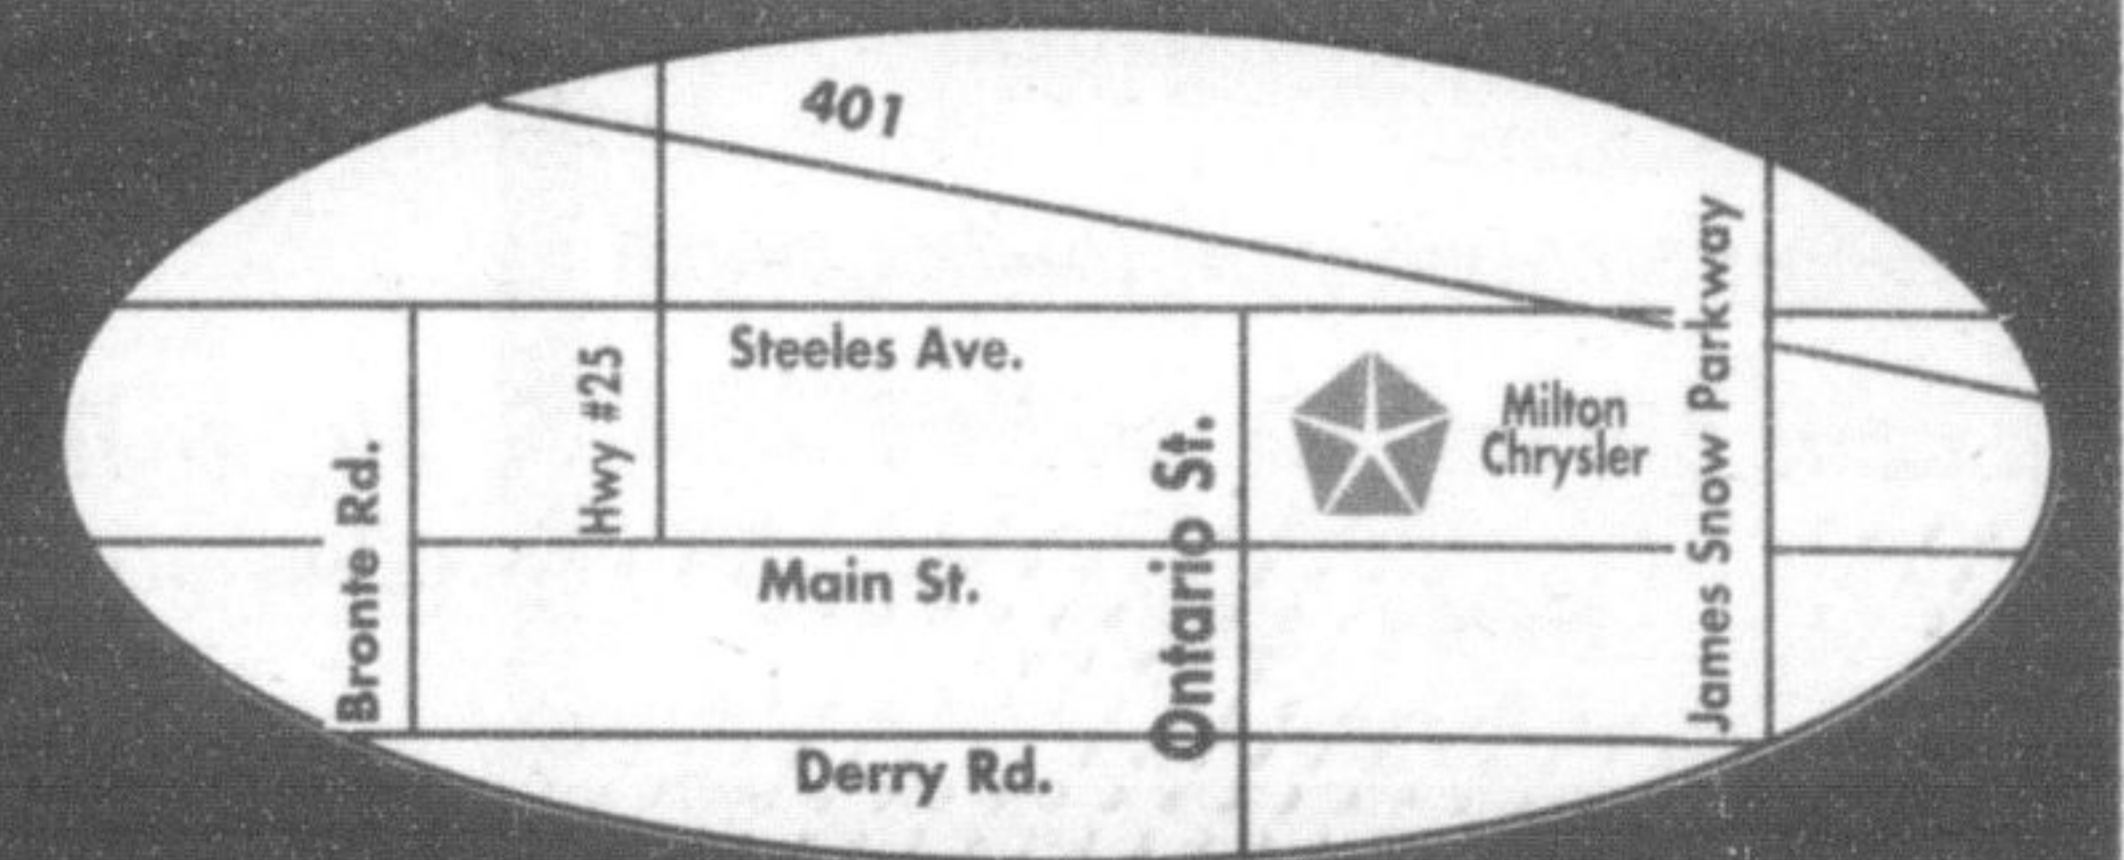 401
Steeles Ave.
Hwy #25
Milton
Chrysler
James Snow Parkway
Bronte Rd.
Ontario St.
Main St.
Derry Rd.